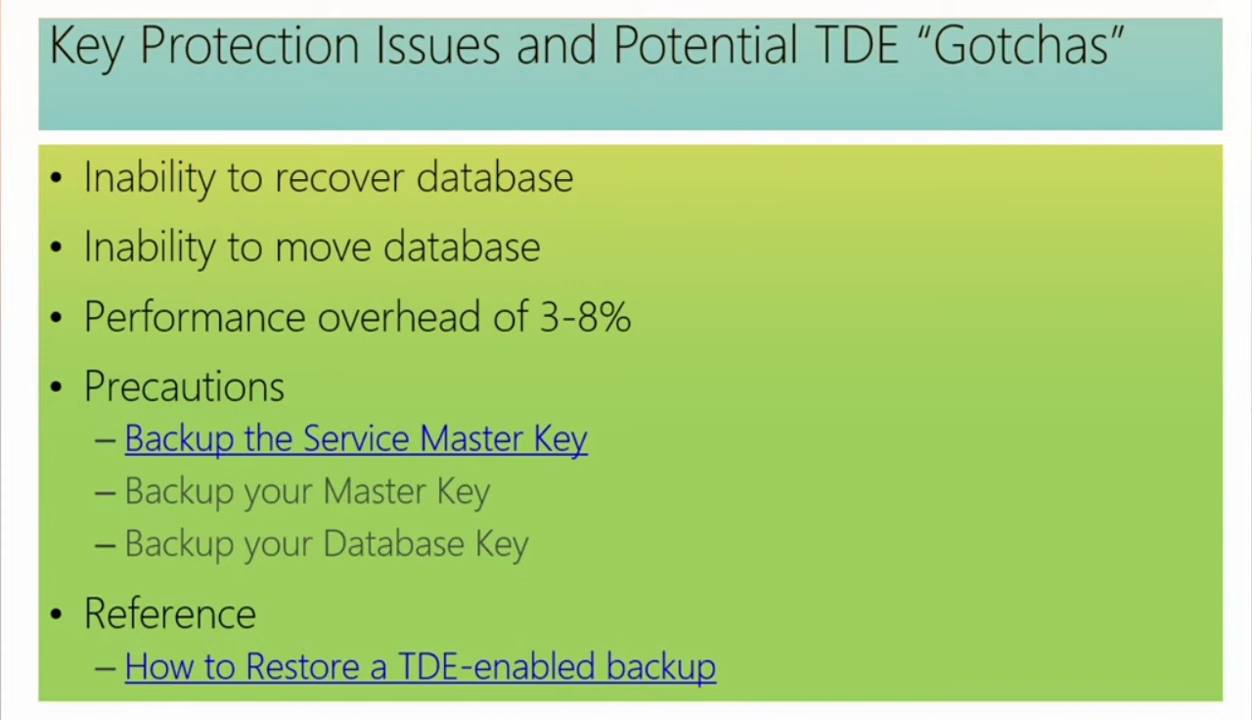 Key Protection Issues and Potential TDE “Gotchas”
• Inability to recover database
• Inability to move database
• Performance overhead of 3-8%
• Precautions
– Backup the Service Master Key
– Backup your Master Key
– Backup your Database Key
• Reference
– How to Restore a TDE-enabled backup